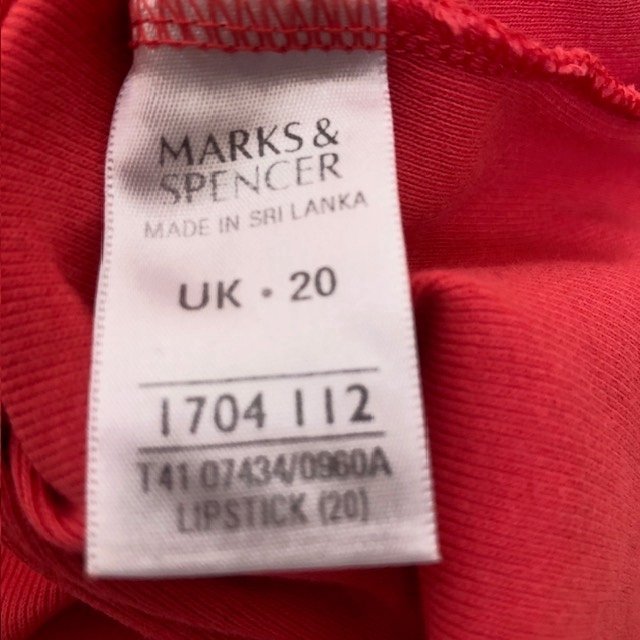 MARKS &
SPENCER
MADE IN SRI LANKA
UK • 20
1704 112
T41 07434/0960A
LIPSTICK (20)